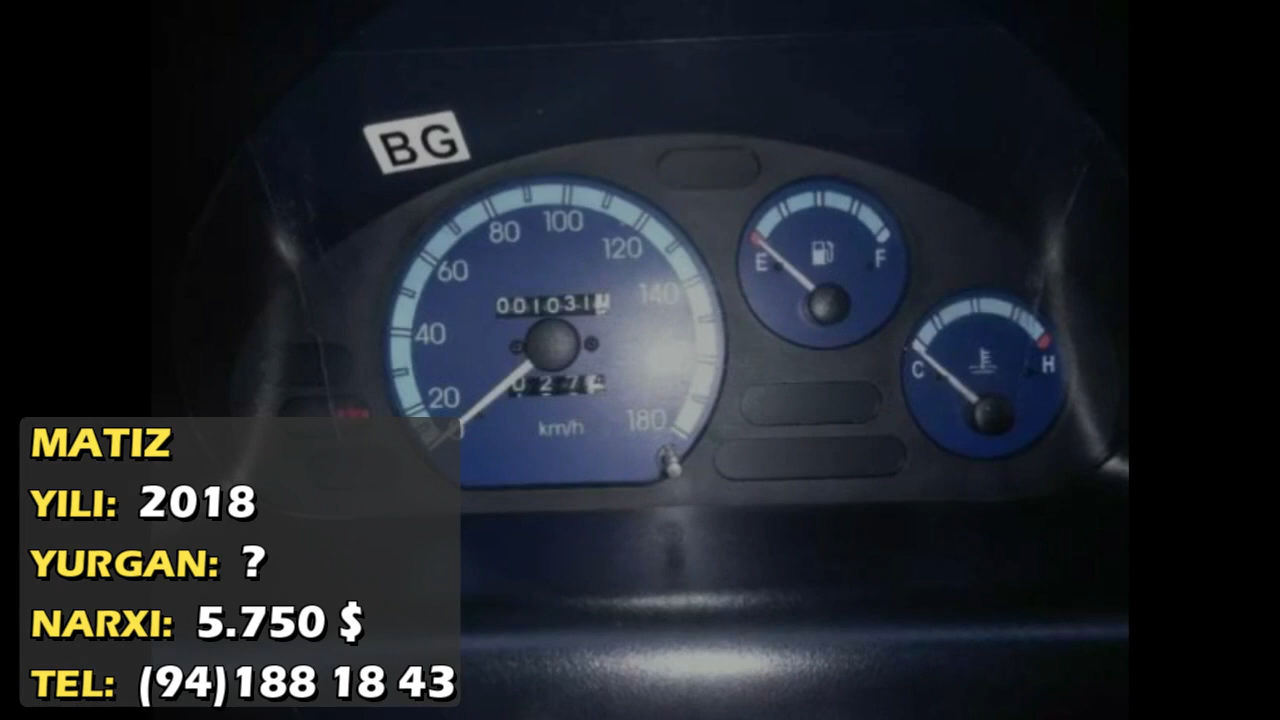 BG
80 100
120
60
140
40
20
180
km/h
E F
C H
MATIZ
YILI: 2018
YURGAN: ?
NARXI: 5.750 $
TEL: (94)188 18 43